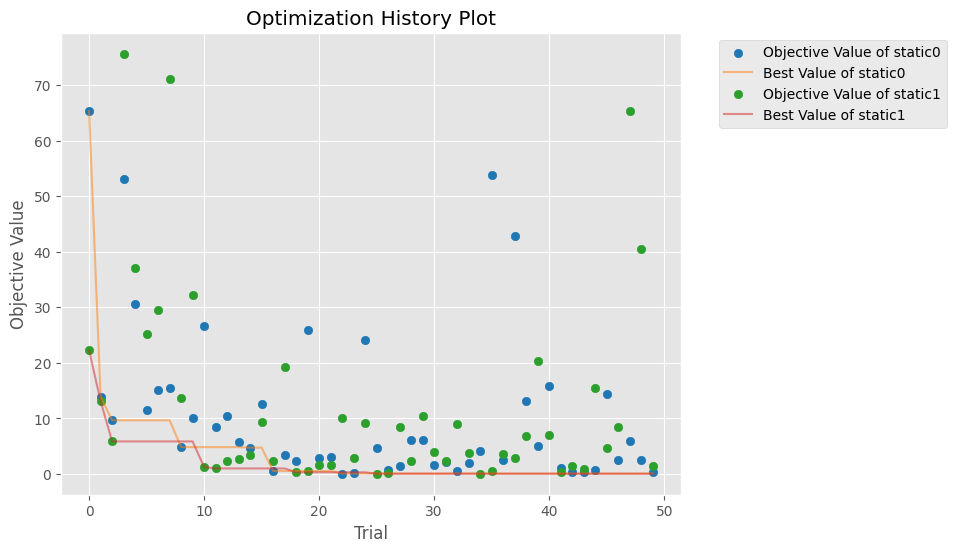 Optimization History Plot
Objective Value of static0
Best Value of static0
Objective Value of static1
Best Value of static1
70
60
50
40
30
20
10
0
Objective Value
0 10 20 30 40 50
Trial